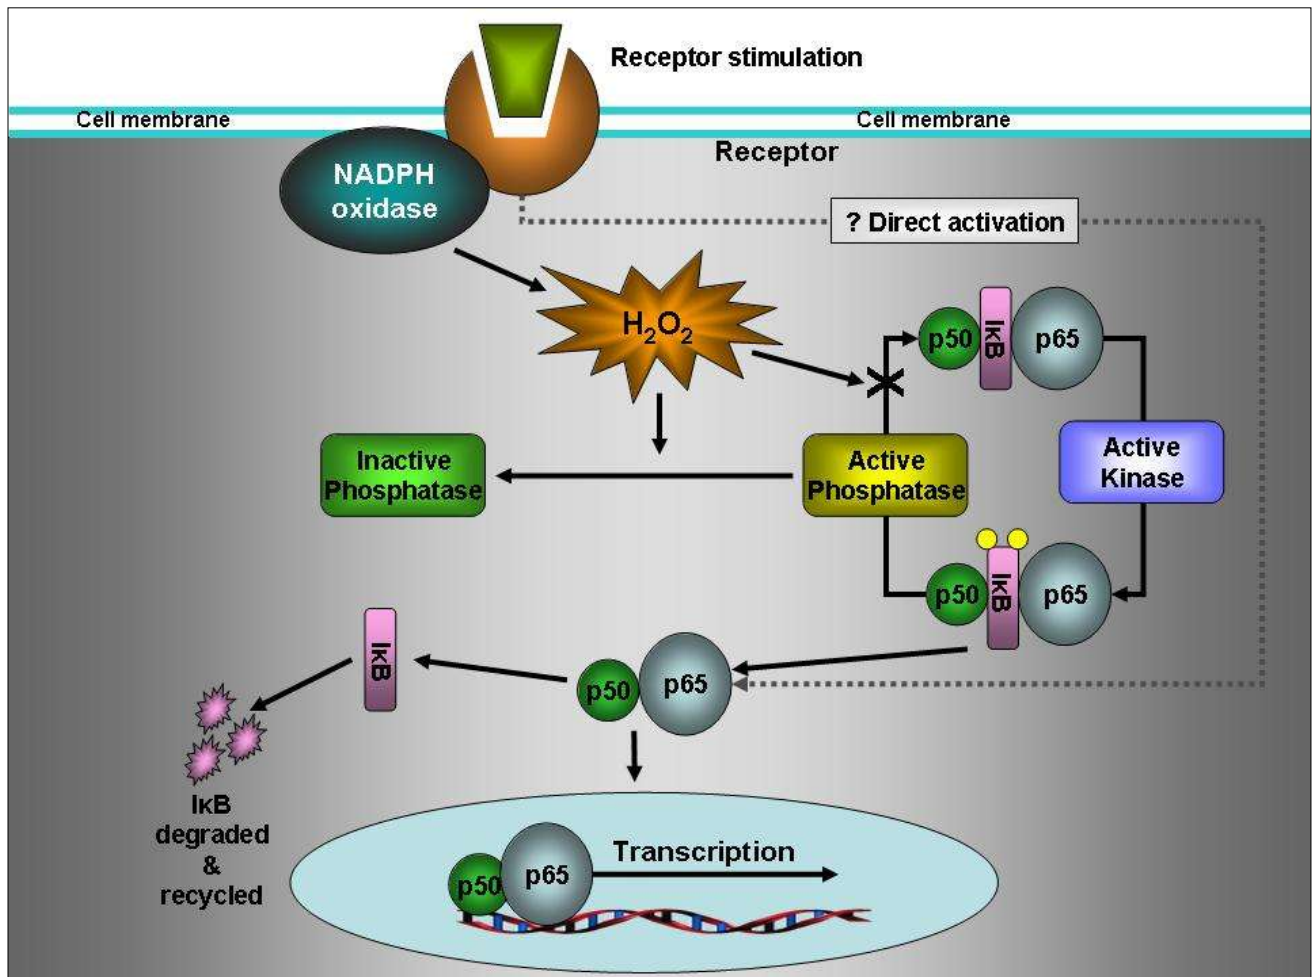 Receptor stimulation
Cell membrane
Cell membrane
Receptor
NADPH
oxidase
? Direct activation
H₂O₂
p50
IκB
p65
Inactive
Phosphatase
Active
Phosphatase
Active
Kinase
p50
IκB
p65
IκB
p50
p65
IκB
degraded
&
recycled
p50
p65
Transcription